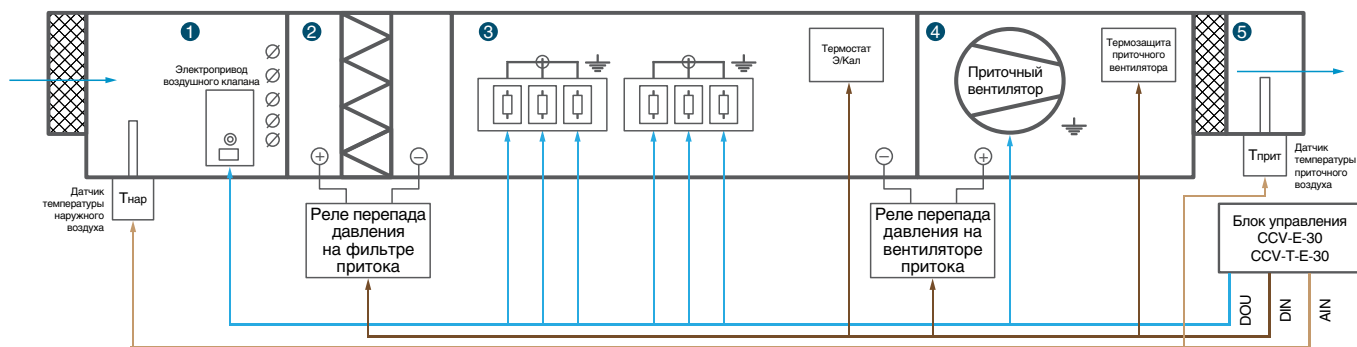 1
2
3
4
5
Электропривод
воздушного клапана
Термостат
Э/Кал
Приточный
вентилятор
Термозащита
приточного
вентилятора
+
−
−
+
Датчик
температуры
наружного
воздуха
Tнар
Реле перепада
давления
на фильтре
притока
Реле перепада
давления на
вентиляторе
притока
Tприт
Датчик
температуры
приточного
воздуха
Блок управления
CCV-E-30
CCV-T-E-30
DOU
DIN
AIN